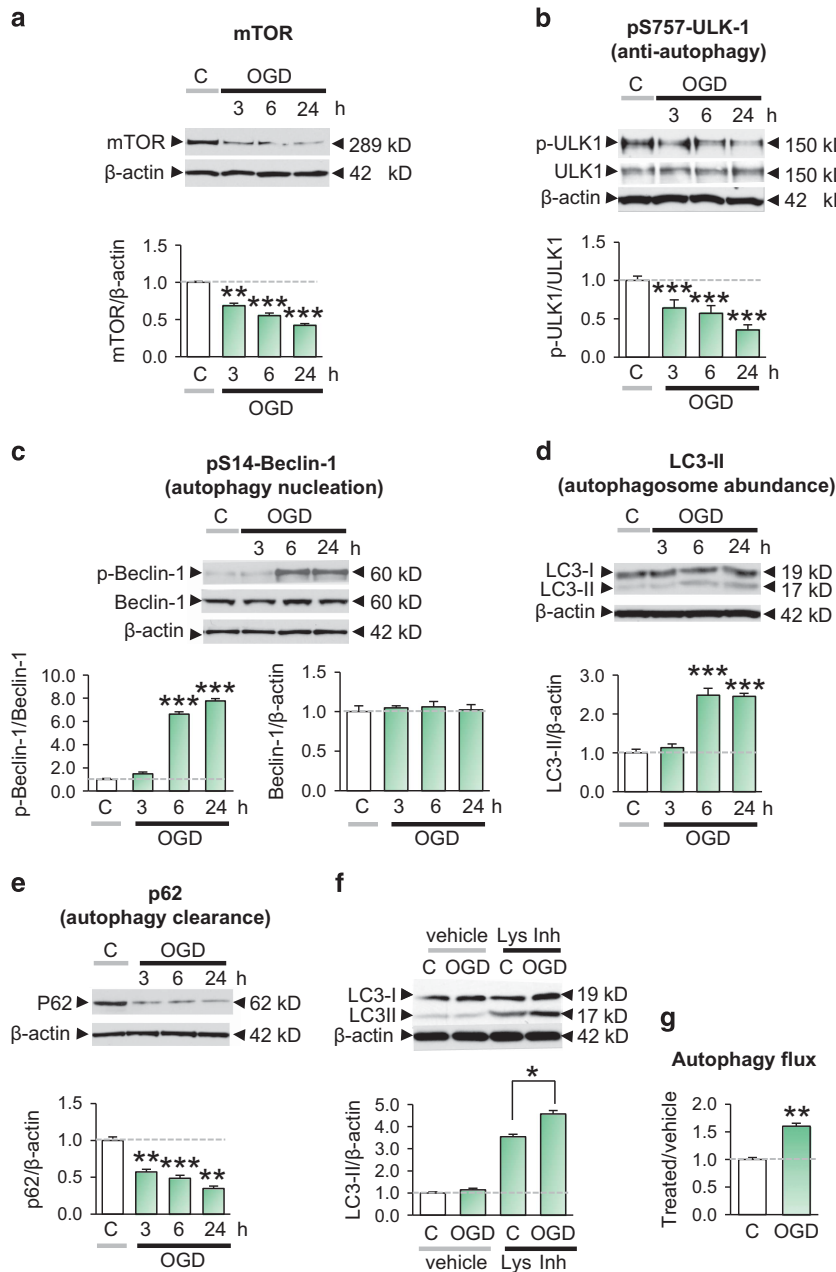 a
mTOR
C OGD
3 6 24 h
mTOR 289 kD
β-actin 42 kD
1.5
1.0
0.5
0.0
mTOR/β-actin
** *** ***
C 3 6 24 h
OGD
b
pS757-ULK-1
(anti-autophagy)
C OGD
3 6 24 h
p-ULK1 150 k
ULK1 150 k
β-actin 42 k
1.5
1.0
0.5
0.0
p-ULK1/ULK1
*** *** ***
C 3 6 24 h
OGD
c
pS14-Beclin-1
(autophagy nucleation)
C OGD
3 6 24 h
p-Beclin-1 60 kD
Beclin-1 60 kD
β-actin 42 kD
10.0
8.0
6.0
4.0
2.0
0.0
p-Beclin-1/Beclin-1
*** ***
C 3 6 24 h
OGD
1.5
1.0
0.5
0.0
Beclin-1/β-actin
C 3 6 24 h
OGD
d
LC3-II
(autophagosome abundance)
C OGD
3 6 24 h
LC3-I 19 kD
LC3-II 17 kD
β-actin 42 kD
3.0
2.0
1.0
0.0
LC3-II/β-actin
*** ***
C 3 6 24 h
OGD
e
p62
(autophagy clearance)
C OGD
3 6 24 h
P62 62 kD
β-actin 42 kD
1.5
1.0
0.5
0.0
p62/β-actin
** *** **
C 3 6 24 h
OGD
f
vehicle Lys Inh
C OGD C OGD
LC3-I 19 kD
LC3II 17 kD
β-actin 42 kD
*
5.0
4.0
3.0
2.0
1.0
0.0
LC3-II/β-actin
C OGD C OGD
vehicle Lys Inh
g
Autophagy flux
2.0
1.5
1.0
0.5
0.0
Treated/vehicle
**
C OGD